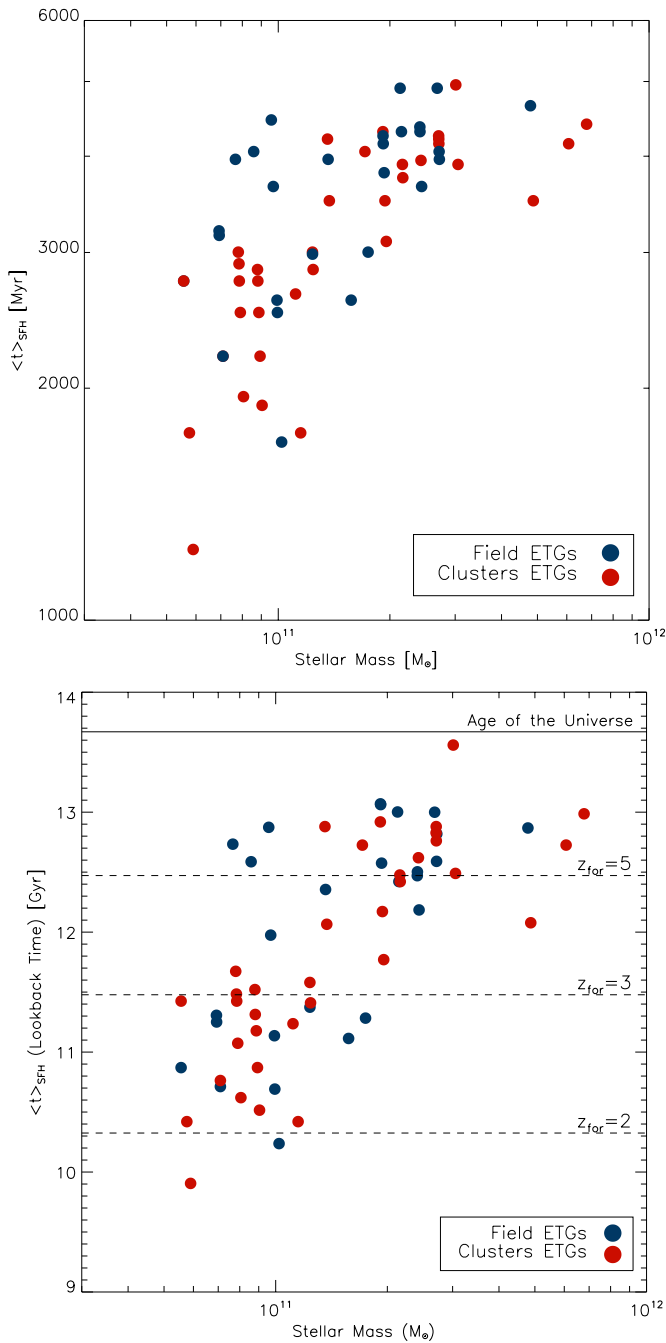 6000
3000
2000
1000
<t>SFH [Myr]
Field ETGs
Clusters ETGs
10^11
10^12
Stellar Mass [M⊙]
14
13
12
11
10
9
<t>SFH (Lookback Time) [Gyr]
Age of the Universe
zfor=5
zfor=3
zfor=2
Field ETGs
Clusters ETGs
10^11
10^12
Stellar Mass (M⊙)